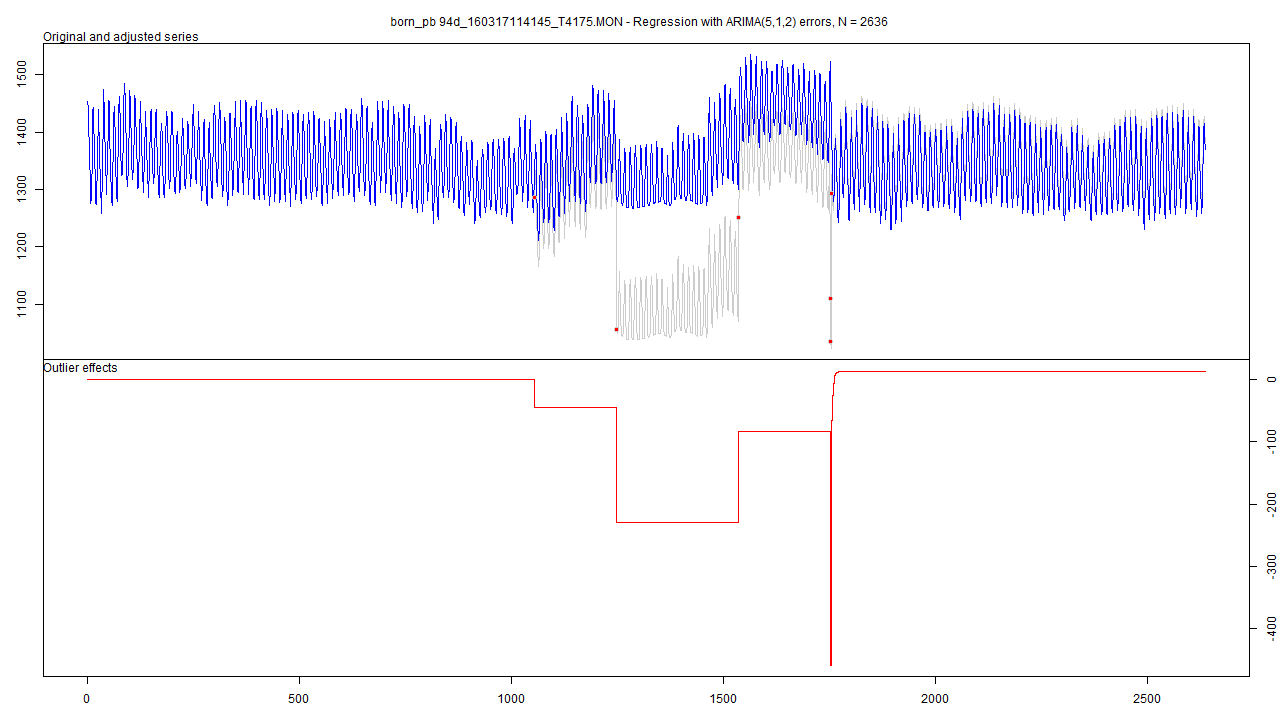 born_pb 94d_160317114145_T4175.MON - Regression with ARIMA(5,1,2) errors, N = 2636
Original and adjusted series
1500
1400
1300
1200
1100
Outlier effects
0
-100
-200
-300
-400
0 500 1000 1500 2000 2500